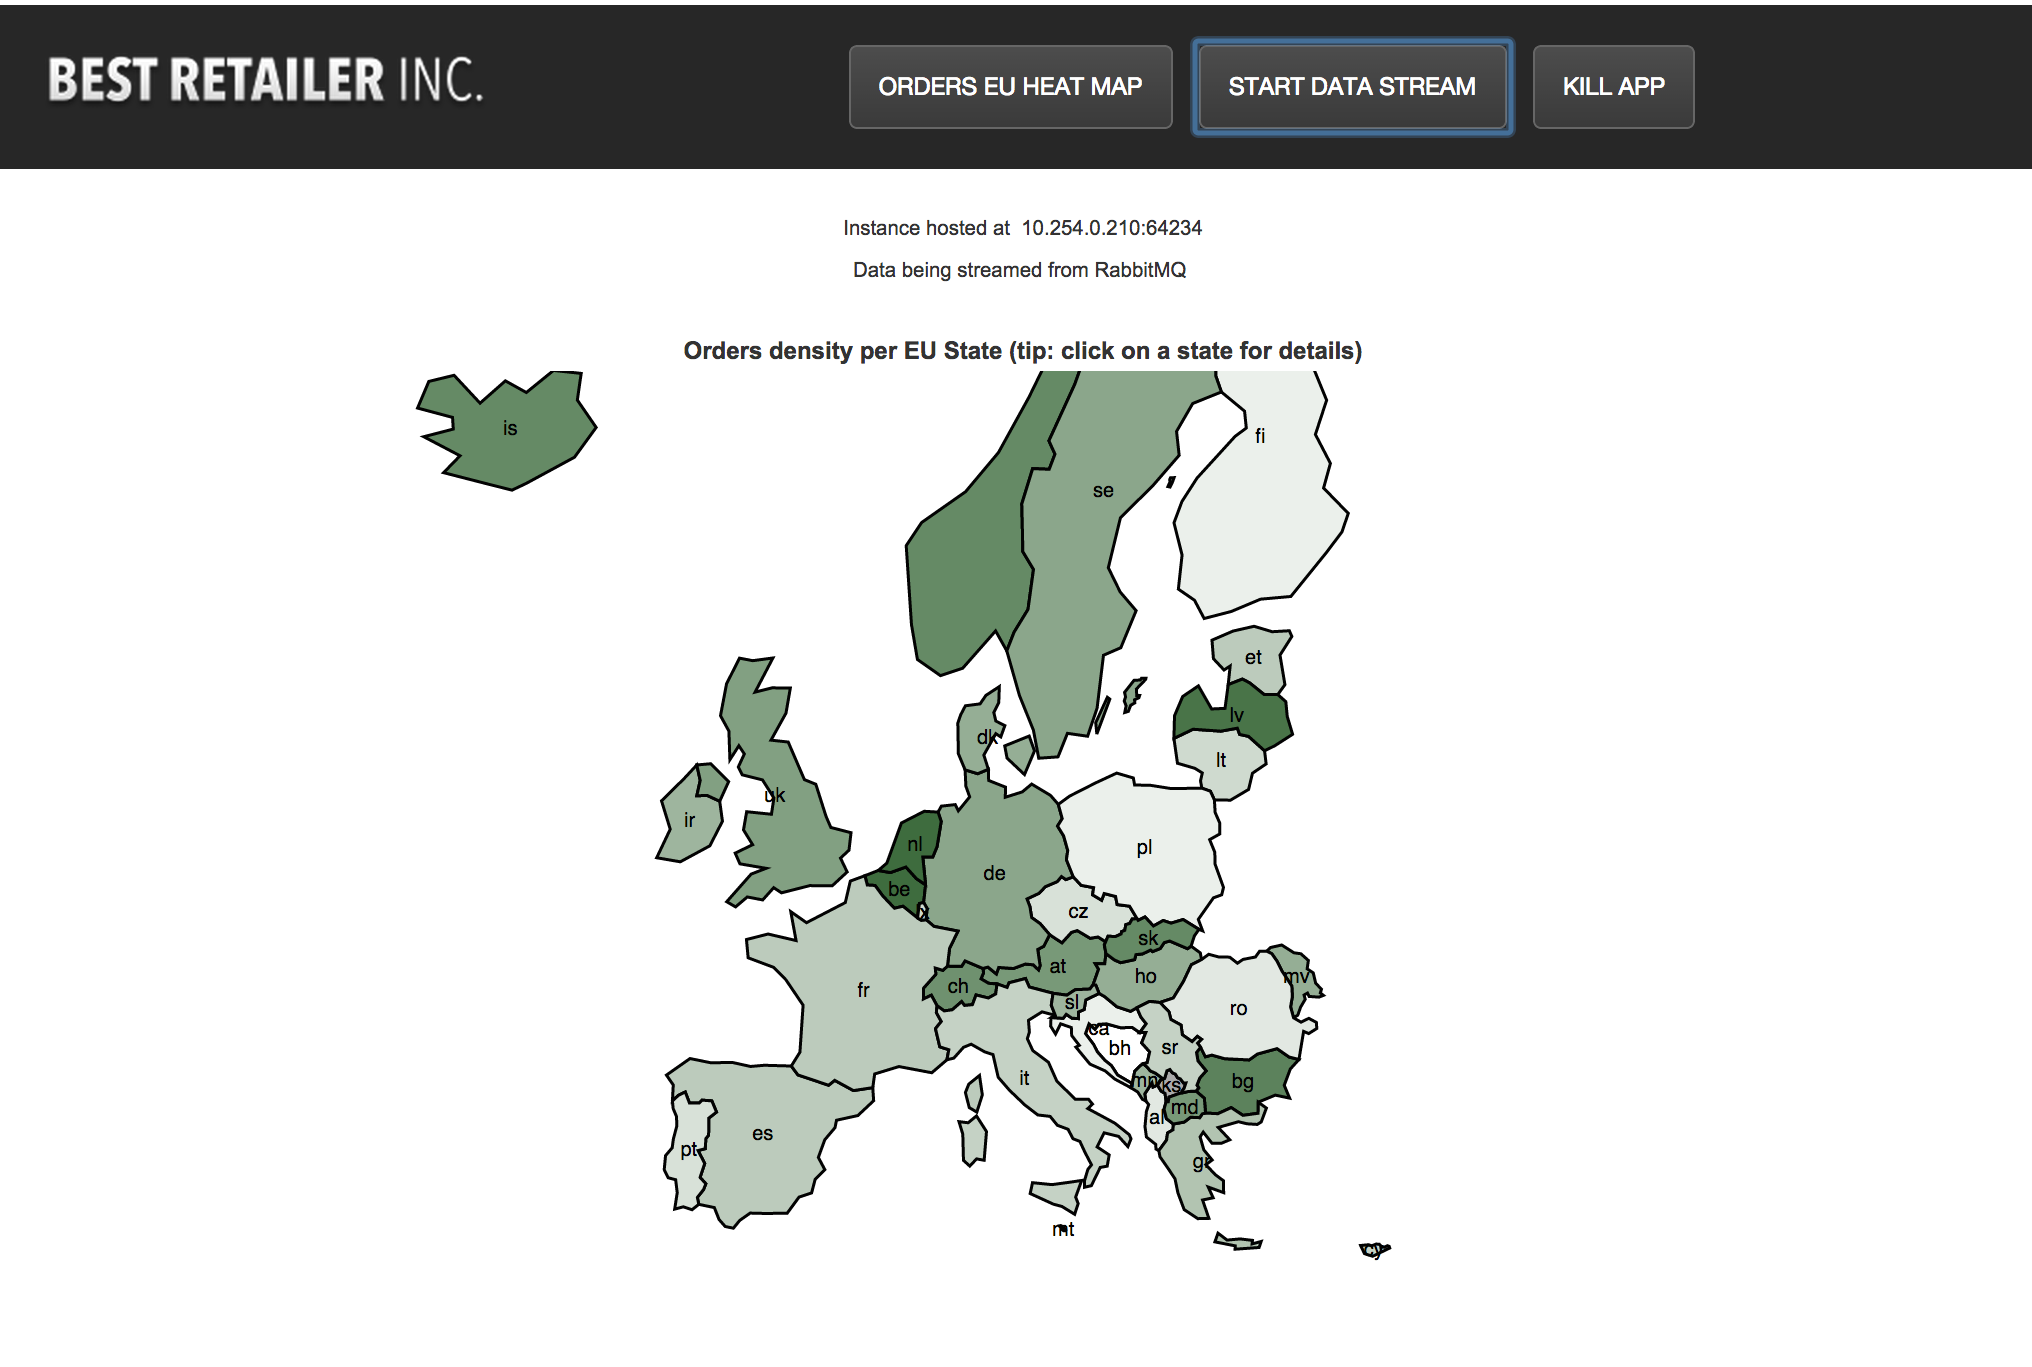 BEST RETAILER INC.
ORDERS EU HEAT MAP
START DATA STREAM
KILL APP
Instance hosted at 10.254.0.210:64234
Data being streamed from RabbitMQ
Orders density per EU State (tip: click on a state for details)
is
fi
se
et
lv
dk
lt
uk
ir
nl
pl
de
be
lx
cz
sk
at
ho
mv
ch
fr
sl
ro
ca
bh
sr
it
mn
ks
bg
md
al
es
pt
gr
mt
cy